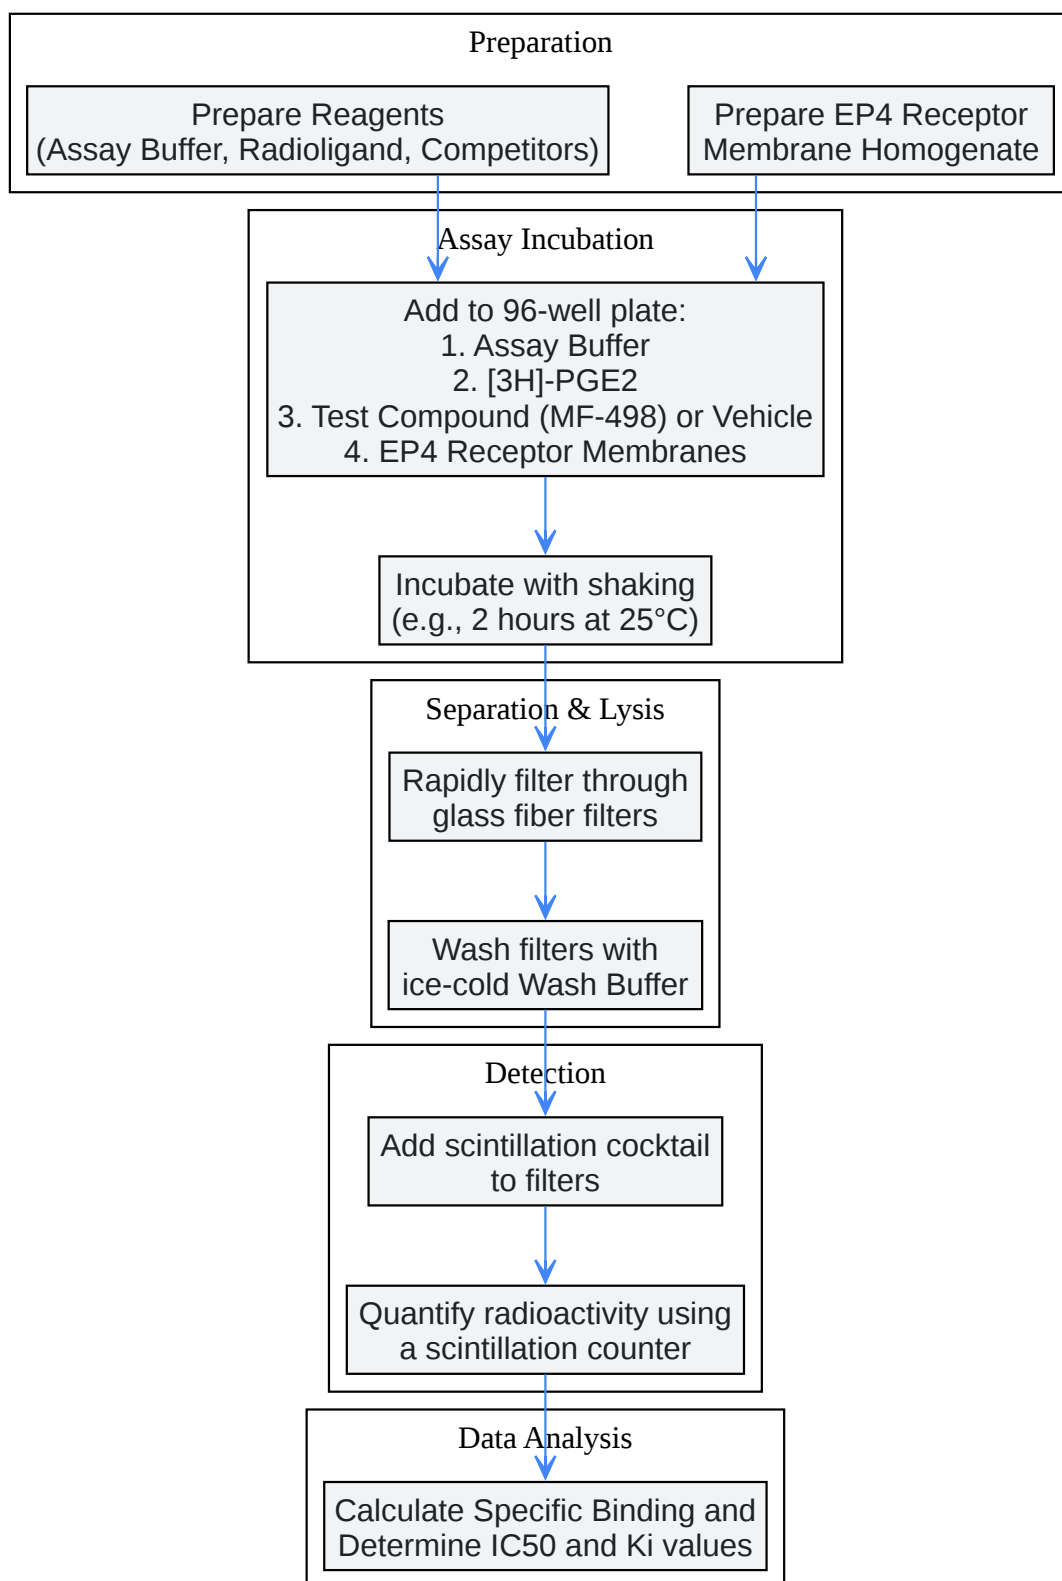 Preparation
Prepare Reagents
(Assay Buffer, Radioligand, Competitors)
Prepare EP4 Receptor
Membrane Homogenate
Assay Incubation
Add to 96-well plate:
1. Assay Buffer
2. [3H]-PGE2
3. Test Compound (MF-498) or Vehicle
4. EP4 Receptor Membranes
Incubate with shaking
(e.g., 2 hours at 25°C)
Separation & Lysis
Rapidly filter through
glass fiber filters
Wash filters with
ice-cold Wash Buffer
Detection
Add scintillation cocktail
to filters
Quantify radioactivity using
a scintillation counter
Data Analysis
Calculate Specific Binding and
Determine IC50 and Ki values